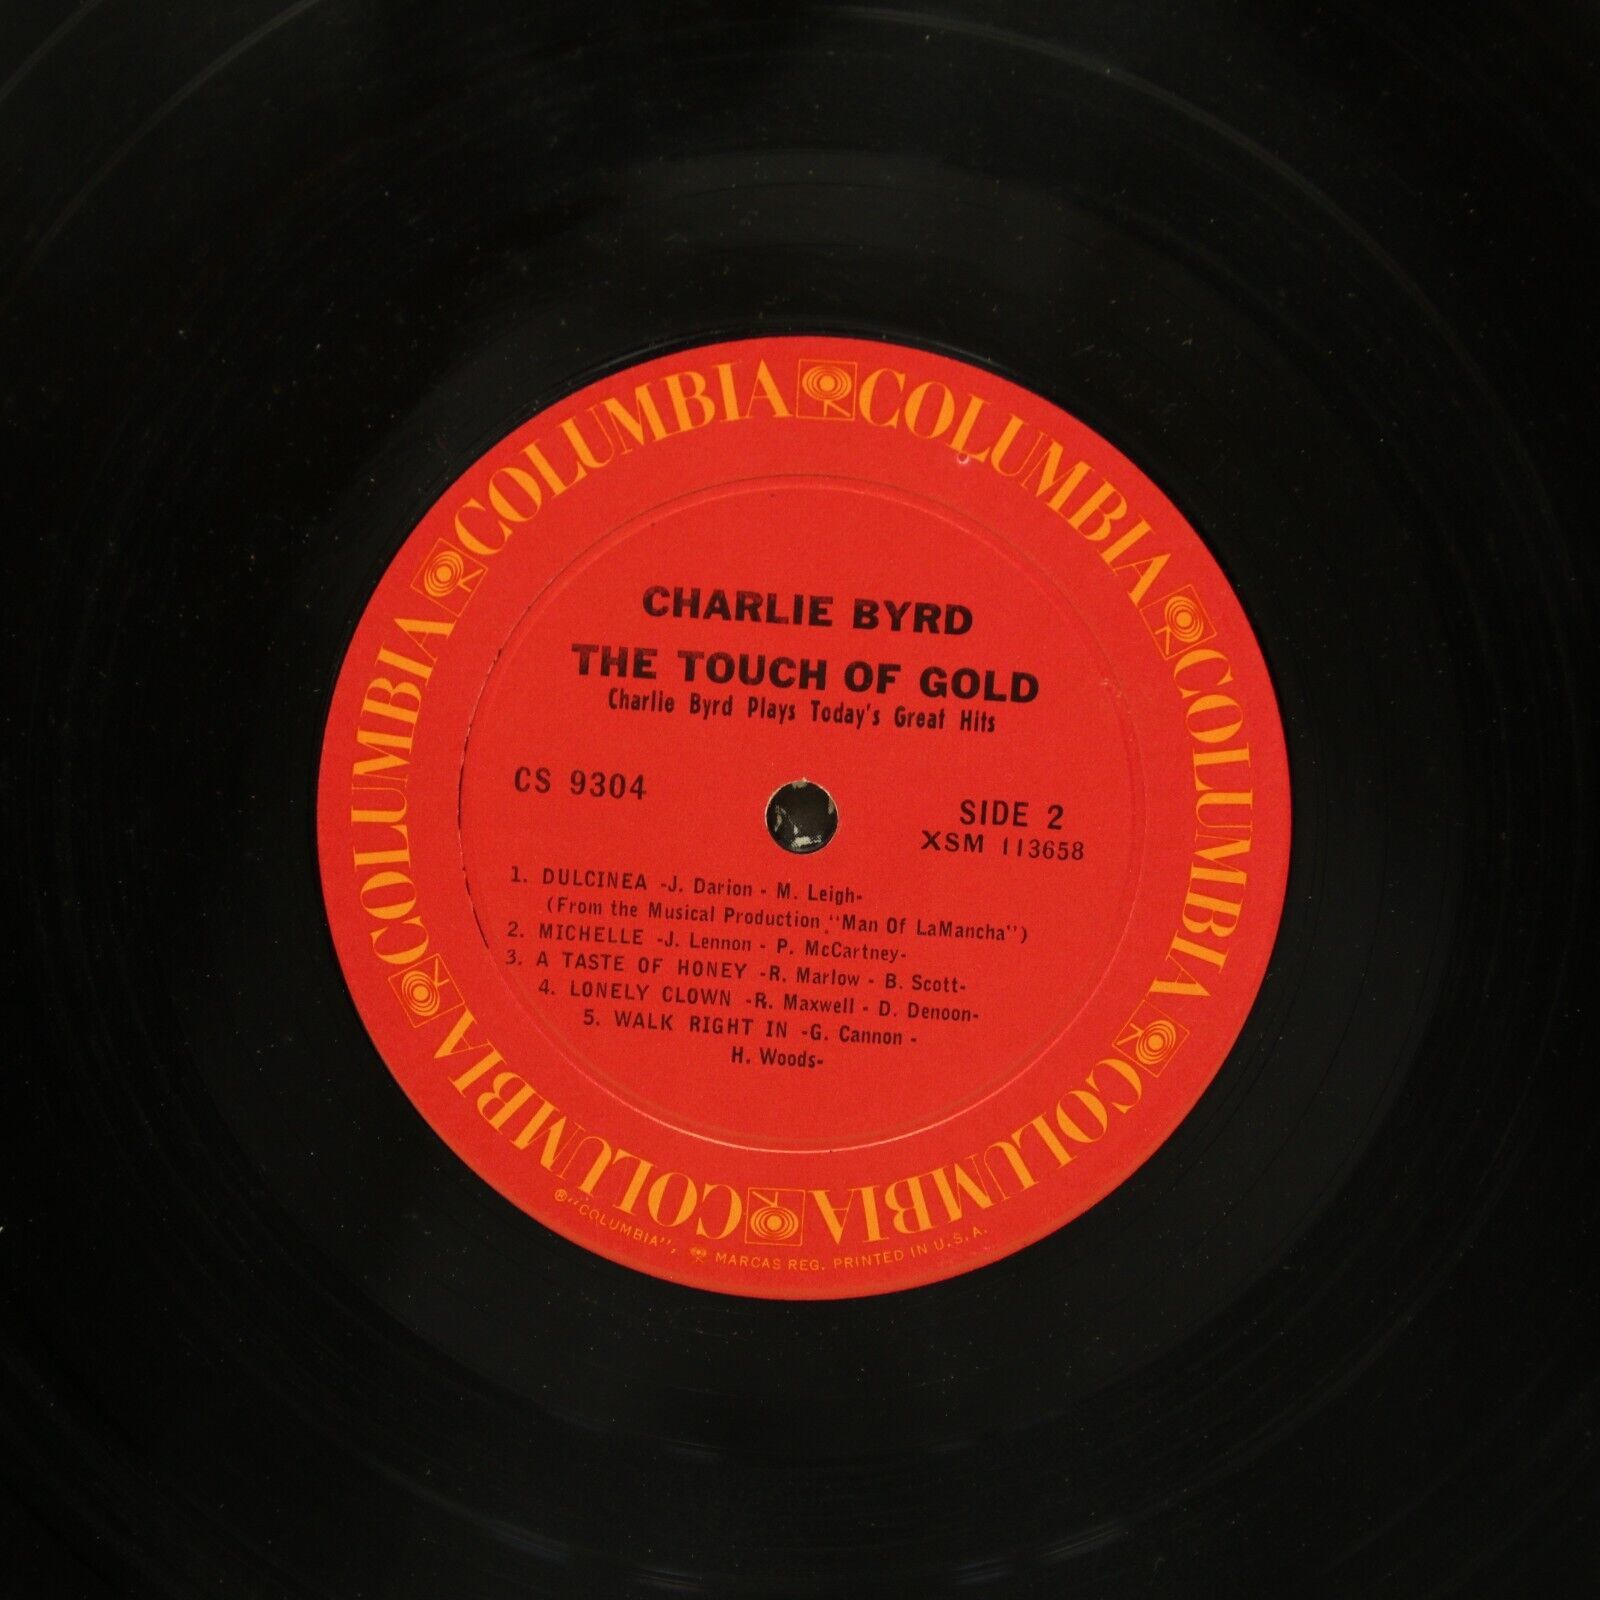 COLUMBIA COLUMBIA COLUMBIA COLUMBIA COLUMBIA COLUMBIA
CHARLIE BYRD
THE TOUCH OF GOLD
Charlie Byrd Plays Today's Great Hits
CS 9304
SIDE 2
XSM 113658
1. DULCINEA -J. Darion - M. Leigh-
(From the Musical Production "Man Of LaMancha")
2. MICHELLE -J. Lennon - P. McCartney-
3. A TASTE OF HONEY -R. Marlow - B. Scott-
4. LONELY CLOWN -R. Maxwell - D. Denoon-
5. WALK RIGHT IN -G. Cannon -
H. Woods-
®"COLUMBIA", MARCAS REG. PRINTED IN U.S.A.